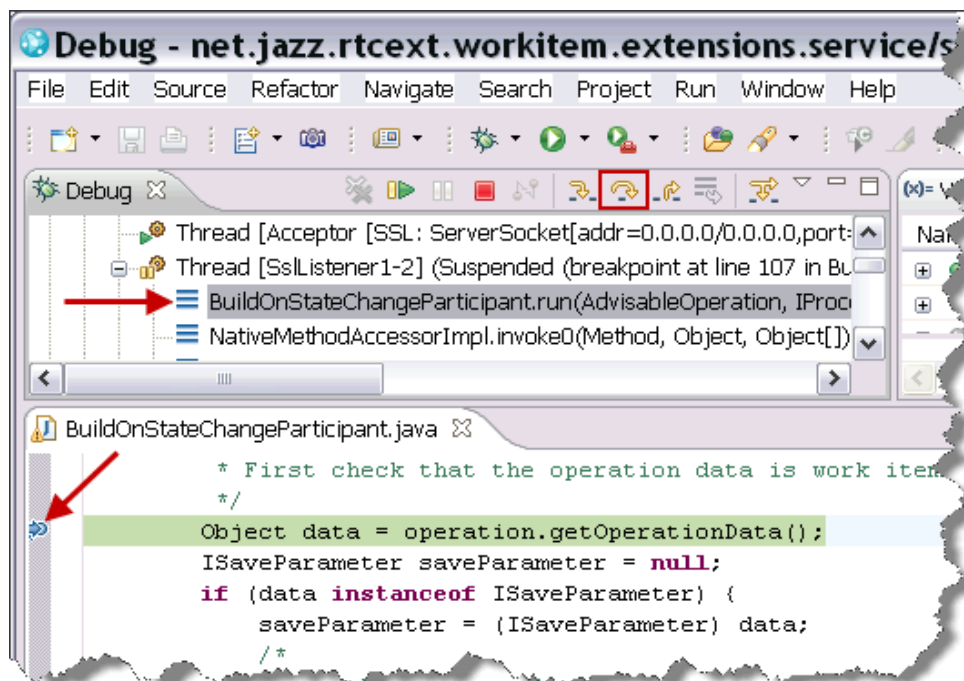 Debug - net.jazz.rtcext.workitem.extensions.service/s
File Edit Source Refactor Navigate Search Project Run Window Help
Debug
(x)=
Thread [Acceptor [SSL: ServerSocket[addr=0.0.0.0/0.0.0.0,port=
Thread [SslListener1-2] (Suspended (breakpoint at line 107 in Bu
BuildOnStateChangeParticipant.run(AdvisableOperation, IProc
NativeMethodAccessorImpl.invoke0(Method, Object, Object[])
BuildOnStateChangeParticipant.java
* First check that the operation data is work item
*/
Object data = operation.getOperationData();
ISaveParameter saveParameter = null;
if (data instanceof ISaveParameter) {
saveParameter = (ISaveParameter) data;
/*